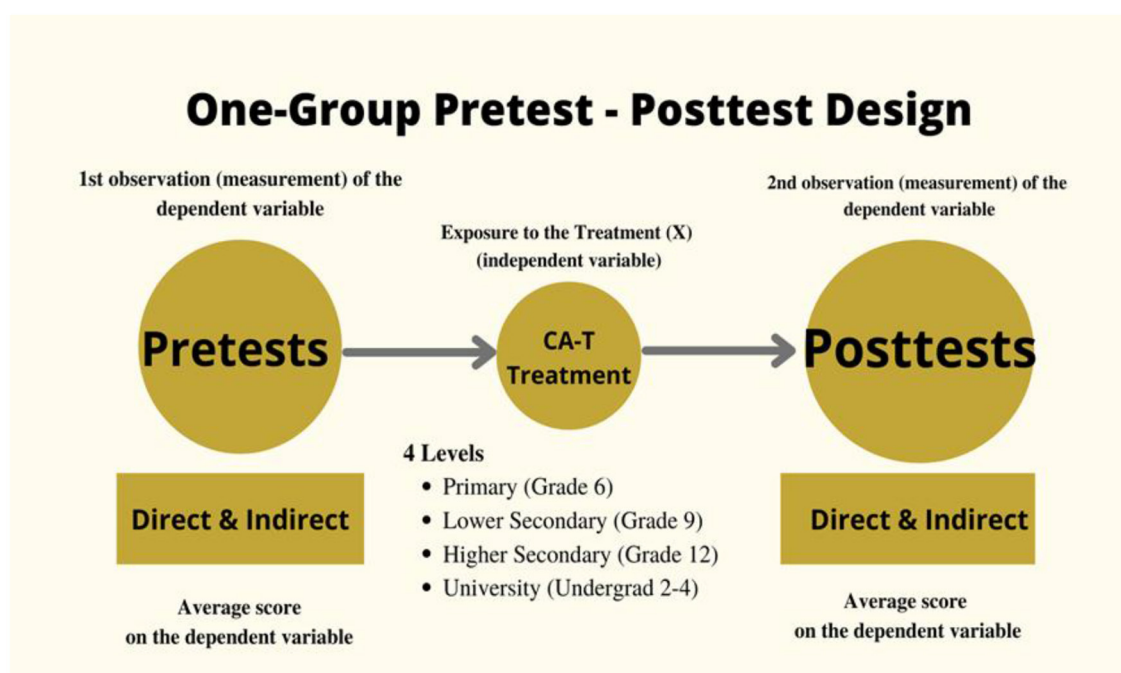 One-Group Pretest - Posttest Design
1st observation (measurement) of the
dependent variable
2nd observation (measurement) of the
dependent variable
Exposure to the Treatment (X)
(independent variable)
Pretests
CA-T
Treatment
Posttests
4 Levels
• Primary (Grade 6)
• Lower Secondary (Grade 9)
• Higher Secondary (Grade 12)
• University (Undergrad 2-4)
Direct & Indirect
Direct & Indirect
Average score
on the dependent variable
Average score
on the dependent variable